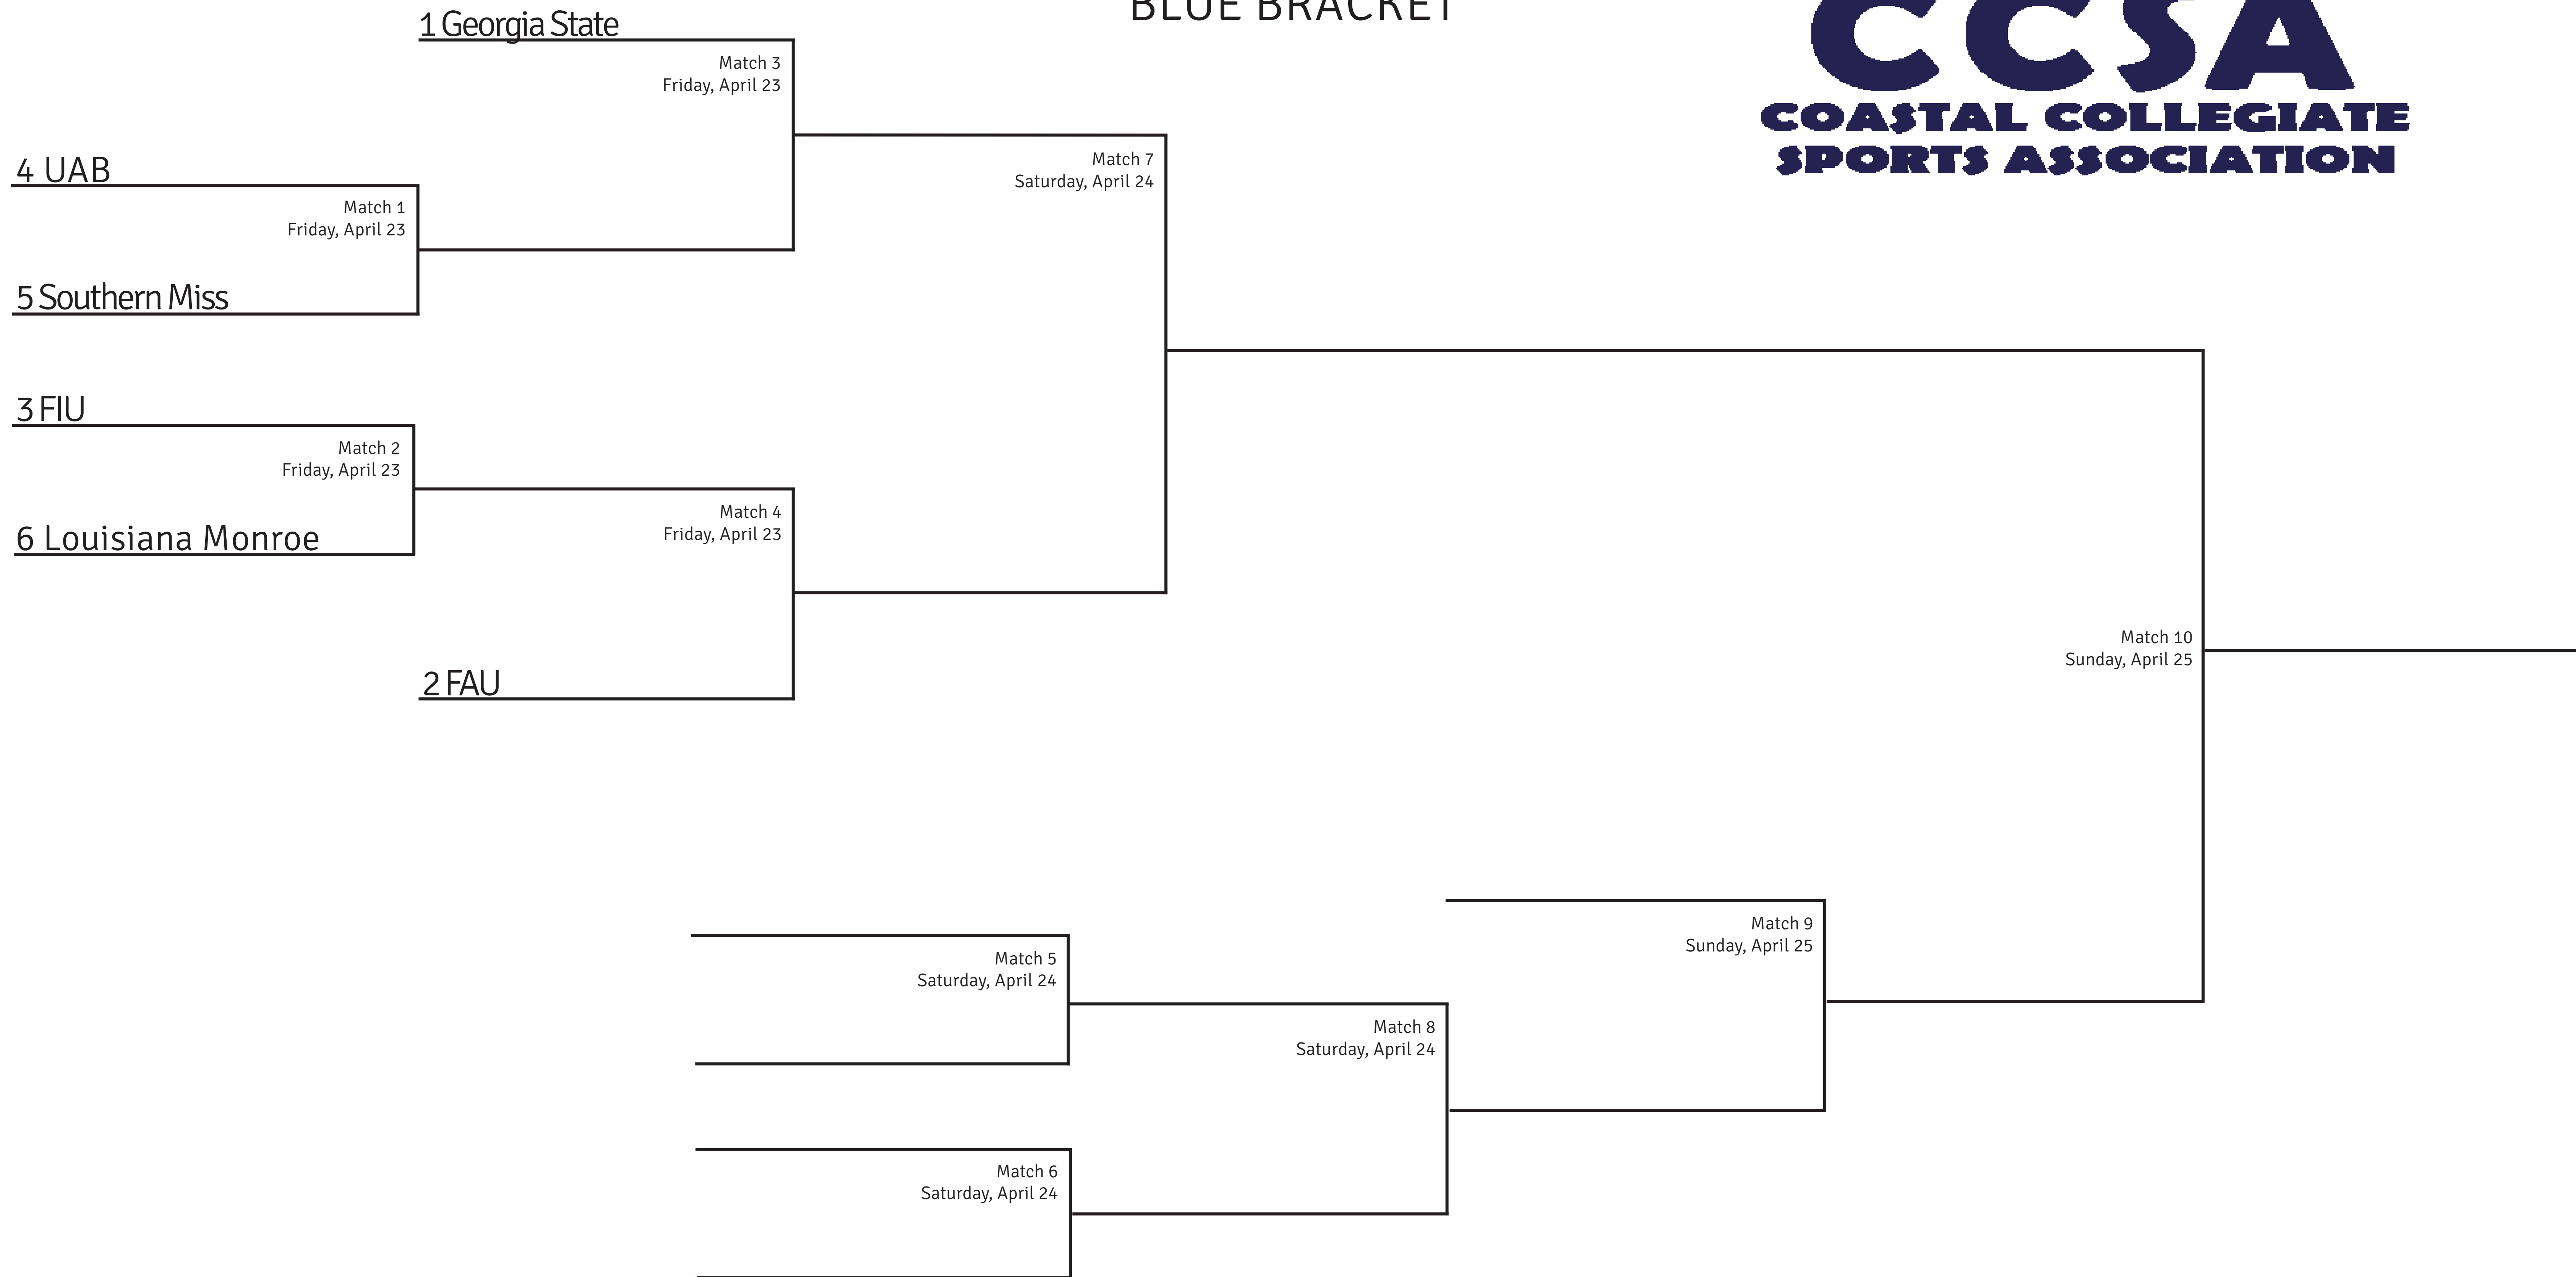 BLUE BRACKET
CCSA
COASTAL COLLEGIATE
SPORTS ASSOCIATION
1 Georgia State
Match 3
Friday, April 23
4 UAB
Match 1
Friday, April 23
5 Southern Miss
Match 7
Saturday, April 24
3 FIU
Match 2
Friday, April 23
6 Louisiana Monroe
Match 4
Friday, April 23
2 FAU
Match 10
Sunday, April 25
Match 9
Sunday, April 25
Match 5
Saturday, April 24
Match 8
Saturday, April 24
Match 6
Saturday, April 24